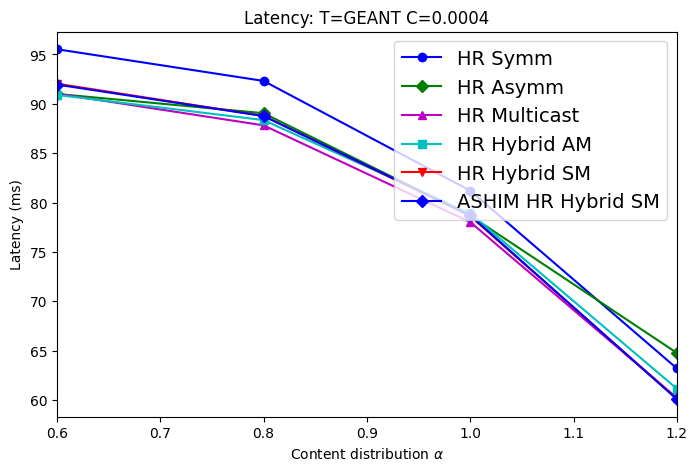 Latency: T=GEANT C=0.0004
HR Symm
HR Asymm
HR Multicast
HR Hybrid AM
HR Hybrid SM
ASHIM HR Hybrid SM
Latency (ms)
95
90
85
80
75
70
65
60
0.6
0.7
0.8
0.9
1.0
1.1
1.2
Content distribution α